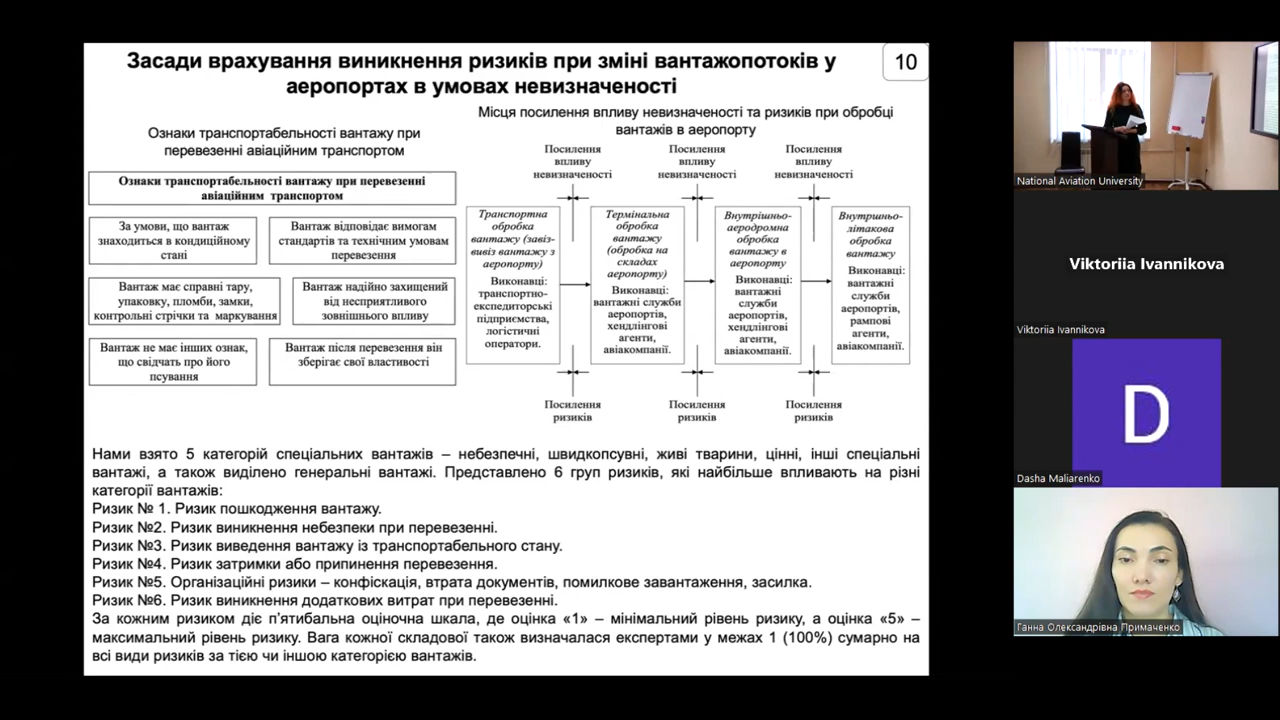 Засади врахування виникнення ризиків при зміні вантажопотоків у
аеропортах в умовах невизначеності
10
Ознаки транспортабельності вантажу при
перевезенні авіаційним транспортом
Ознаки транспортабельності вантажу при перевезенні
авіаційним транспортом
За умови, що вантаж
знаходиться в кондиційному
стані
Вантаж відповідає вимогам
стандартів та технічним умовам
перевезення
Вантаж має справні тару,
упаковку, пломби, замки,
контрольні стрічки та маркування
Вантаж надійно захищений
від несприятливого
зовнішнього впливу
Вантаж не має інших ознак,
що свідчать про його
псування
Вантаж після перевезення він
зберігає свої властивості
Місця посилення впливу невизначеності та ризиків при обробці
вантажів в аеропорту
Посилення
впливу
невизначеності
Посилення
впливу
невизначеності
Посилення
впливу
невизначеності
Транспортна
обробка
вантажу (завіз-
вивіз вантажу з
аеропорту)
Виконавці:
транспортно-
експедиторські
підприємства,
логістичні
оператори.
Термінальна
обробка
вантажу
(обробка на
складах
аеропорту)
Виконавці:
вантажні служби
аеропортів,
хендлінгові
агенти,
авіакомпанії.
Внутрішньо-
аеродромна
обробка
вантажу в
аеропорту
Виконавці:
вантажні
служби
аеропортів,
хендлінгові
агенти,
авіакомпанії.
Внутршньо-
літакова
обробка
вантажу
Виконавці:
вантажні
служби
аеропортів,
рампові
агенти,
авіакомпанії.
Посилення
ризиків
Посилення
ризиків
Посилення
ризиків
Нами взято 5 категорій спеціальних вантажів – небезпечні, швидкопсувні, живі тварини, цінні, інші спеціальні
вантажі, а також виділено генеральні вантажі. Представлено 6 груп ризиків, які найбільше впливають на різні
категорії вантажів:
Ризик № 1. Ризик пошкодження вантажу.
Ризик №2. Ризик виникнення небезпеки при перевезенні.
Ризик №3. Ризик виведення вантажу із транспортабельного стану.
Ризик №4. Ризик затримки або припинення перевезення.
Ризик №5. Організаційні ризики – конфіскація, втрата документів, помилкове завантаження, засилка.
Ризик №6. Ризик виникнення додаткових витрат при перевезенні.
За кожним ризиком діє п’ятибальна оціночна шкала, де оцінка «1» – мінімальний рівень ризику, а оцінка «5» –
максимальний рівень ризику. Вага кожної складової також визначалася експертами у межах 1 (100%) сумарно на
всі види ризиків за тією чи іншою категорією вантажів.
National Aviation University
Viktoriia Ivannikova
Viktoriia Ivannikova
D
Dasha Maliarenko
Ганна Олександрівна Примаченко